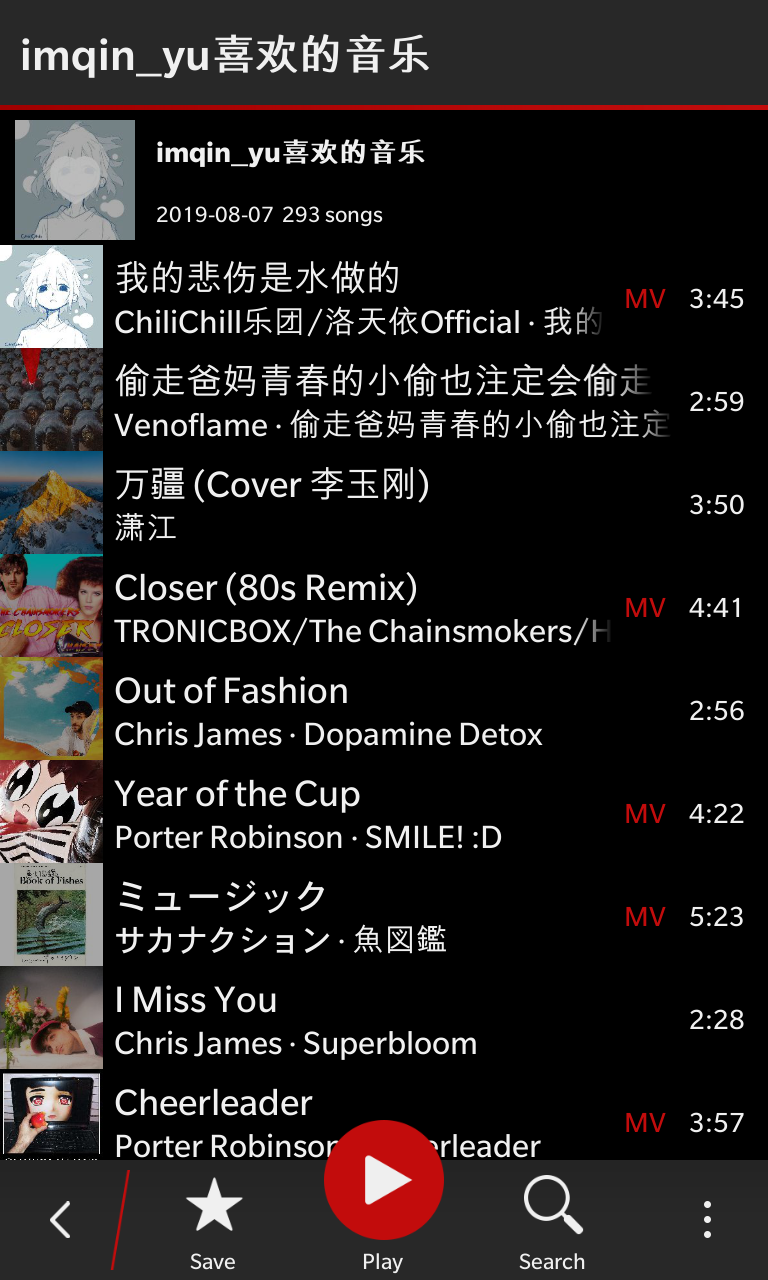 imqin_yu喜欢的音乐
imqin_yu喜欢的音乐
2019-08-07 293 songs
我的悲伤是水做的
MV 3:45
ChiliChill乐团/洛天依Official · 我的
偷走爸妈青春的小偷也注定会偷走
2:59
Venoflame · 偷走爸妈青春的小偷也注定
万疆 (Cover 李玉刚)
3:50
潇江
Closer (80s Remix)
MV 4:41
TRONICBOX/The Chainsmokers/H
THE CHAINSMOKERS
CLOSER
HALSEY
Out of Fashion
2:56
Chris James · Dopamine Detox
Year of the Cup
MV 4:22
Porter Robinson · SMILE! :D
Book of Fishes
ミュージック
MV 5:23
サカナクション · 魚図鑑
I Miss You
2:28
Chris James · Superbloom
Cheerleader
MV 3:57
Porter Robinson
erleader
Save
Play
Search